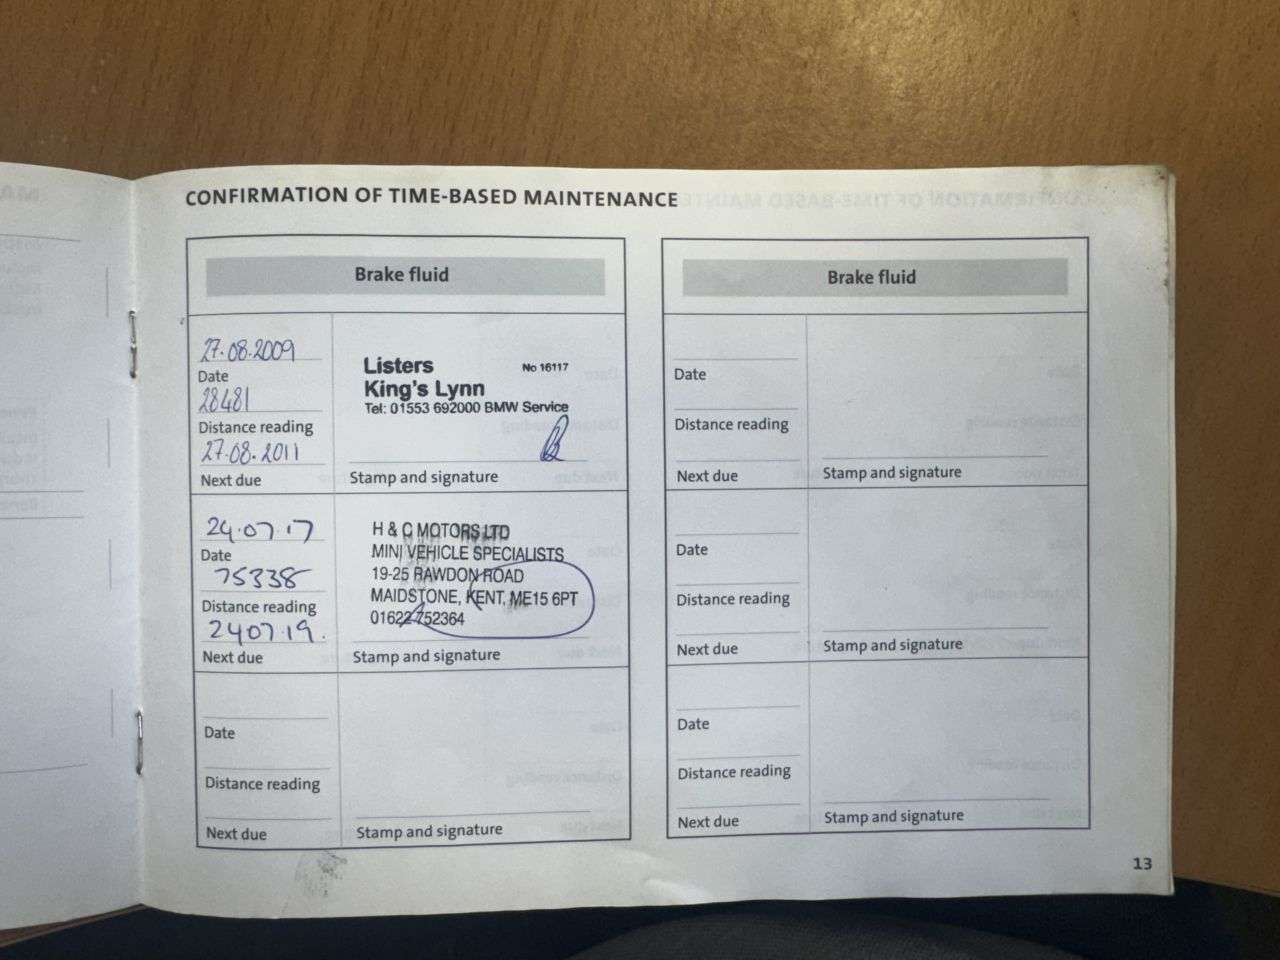 CONFIRMATION OF TIME-BASED MAINTENANCE
Brake fluid
27.08.2009
Date
28481
Distance reading
27.08.2011
Next due
Listers No 16117
King's Lynn
Tel: 01553 692000 BMW Service
Stamp and signature
24.07.17
Date
75338
Distance reading
240719.
Next due
H & C MOTORS LTD
MINI VEHICLE SPECIALISTS
19-25 RAWDON ROAD
MAIDSTONE, KENT, ME15 6PT
01622 752364
Stamp and signature
Date
Distance reading
Next due
Stamp and signature
Brake fluid
Date
Distance reading
Next due
Stamp and signature
Date
Distance reading
Next due
Stamp and signature
Date
Distance reading
Next due
Stamp and signature
13